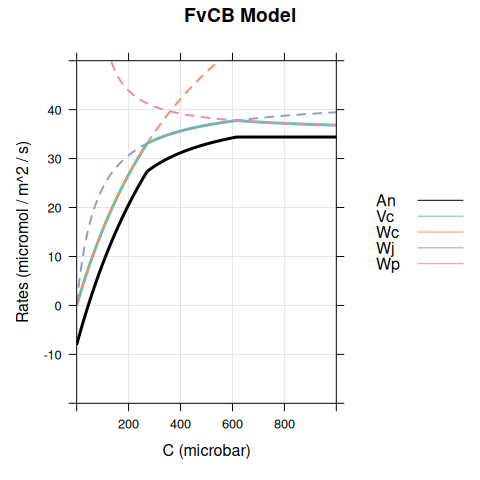 FvCB Model
Rates (micromol / m^2 / s)
40
30
20
10
0
-10
200
400
600
800
C (microbar)
An
Vc
Wc
Wj
Wp